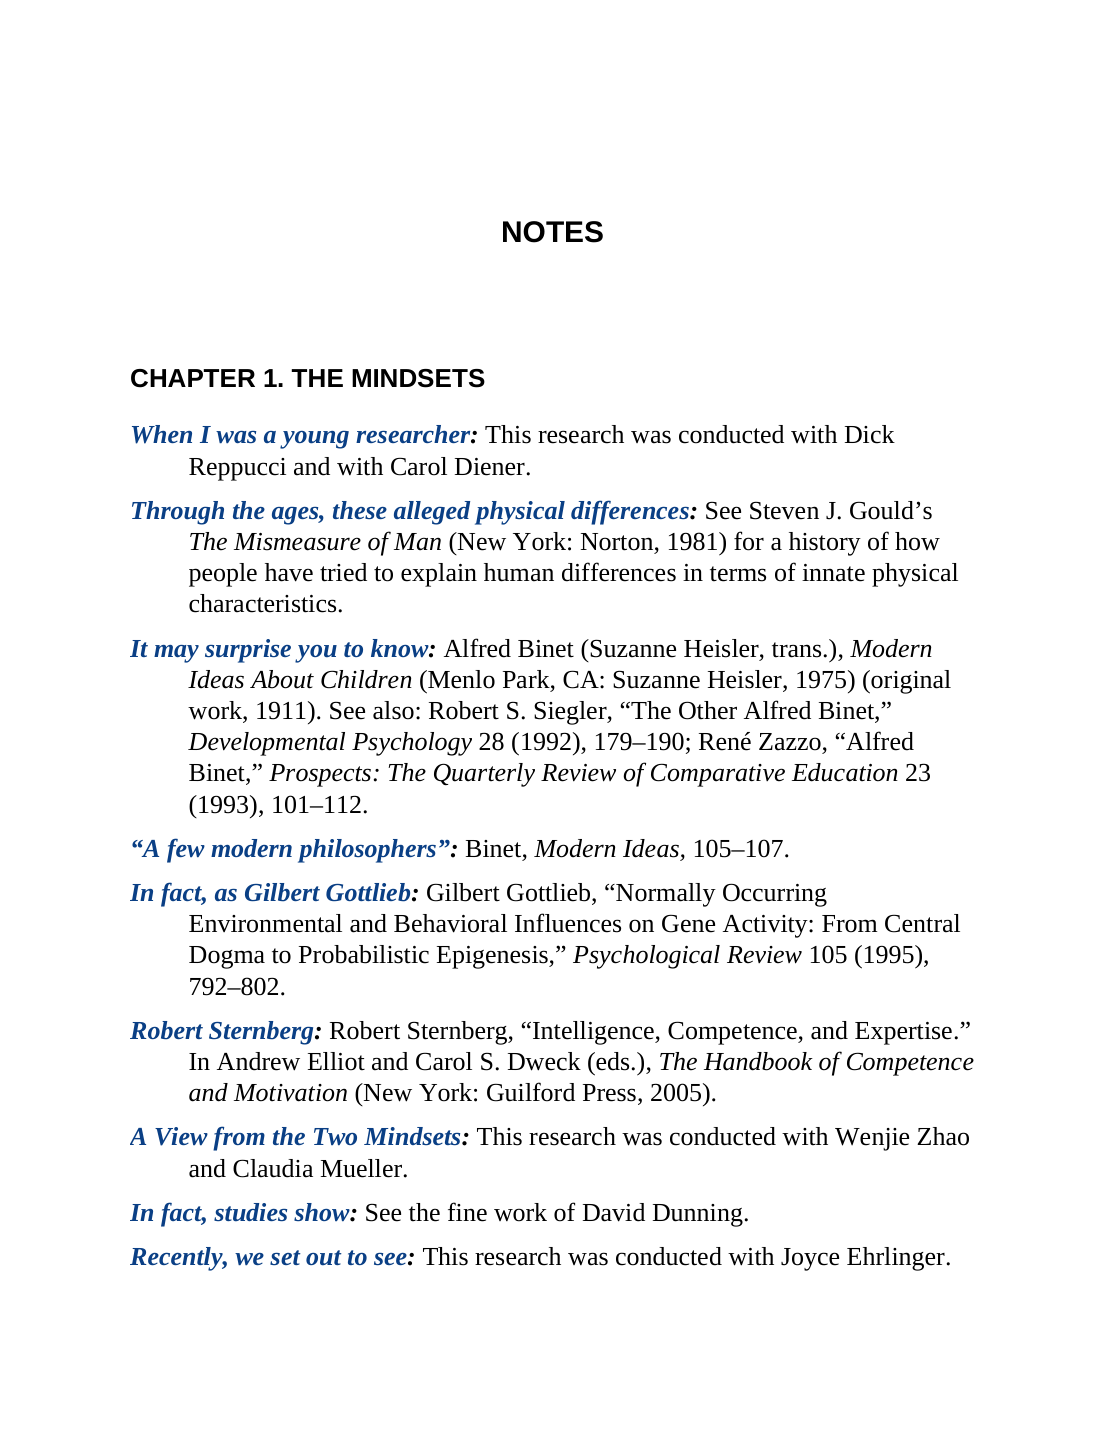 NOTES
CHAPTER 1. THE MINDSETS
When I was a young researcher: This research was conducted with Dick
Reppucci and with Carol Diener.
Through the ages, these alleged physical differences: See Steven J. Gould’s
The Mismeasure of Man (New York: Norton, 1981) for a history of how
people have tried to explain human differences in terms of innate physical
characteristics.
It may surprise you to know: Alfred Binet (Suzanne Heisler, trans.), Modern
Ideas About Children (Menlo Park, CA: Suzanne Heisler, 1975) (original
work, 1911). See also: Robert S. Siegler, “The Other Alfred Binet,”
Developmental Psychology 28 (1992), 179–190; René Zazzo, “Alfred
Binet,” Prospects: The Quarterly Review of Comparative Education 23
(1993), 101–112.
“A few modern philosophers”: Binet, Modern Ideas, 105–107.
In fact, as Gilbert Gottlieb: Gilbert Gottlieb, “Normally Occurring
Environmental and Behavioral Influences on Gene Activity: From Central
Dogma to Probabilistic Epigenesis,” Psychological Review 105 (1995),
792–802.
Robert Sternberg: Robert Sternberg, “Intelligence, Competence, and Expertise.”
In Andrew Elliot and Carol S. Dweck (eds.), The Handbook of Competence
and Motivation (New York: Guilford Press, 2005).
A View from the Two Mindsets: This research was conducted with Wenjie Zhao
and Claudia Mueller.
In fact, studies show: See the fine work of David Dunning.
Recently, we set out to see: This research was conducted with Joyce Ehrlinger.